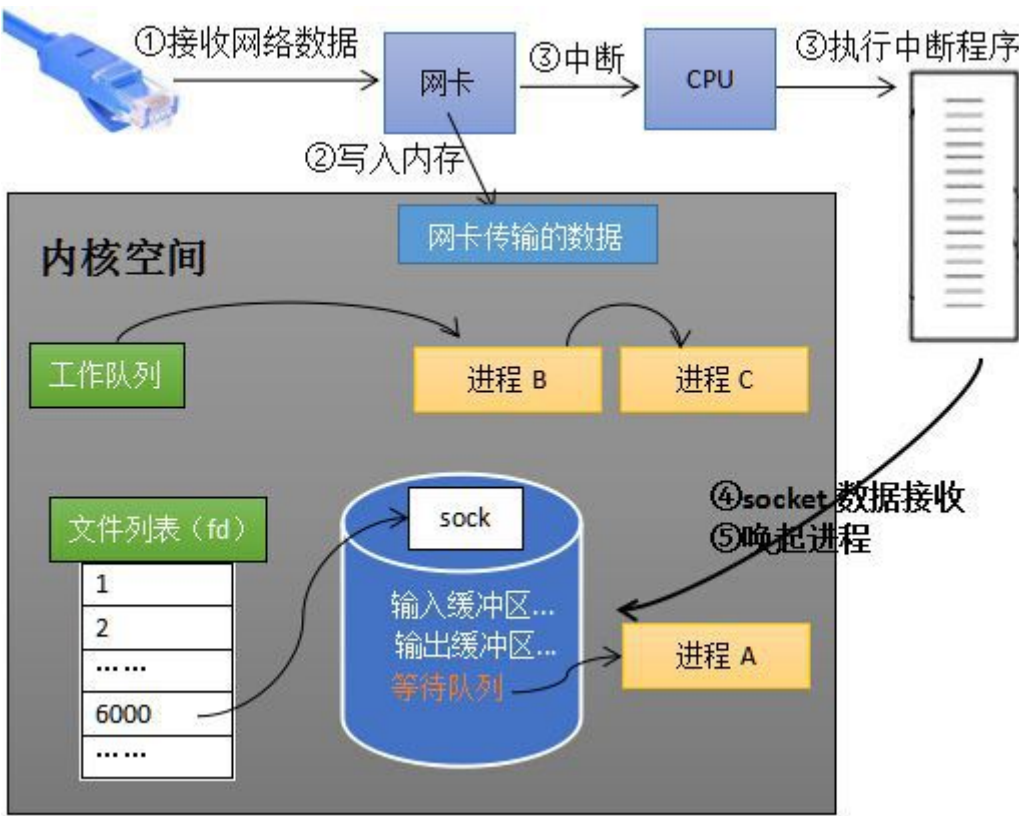 ①接收网络数据
③中断
③执行中断程序
网卡
CPU
②写入内存
网卡传输的数据
内核空间
工作队列
进程 B
进程 C
④socket 数据接收
⑤唤起进程
文件列表（fd）
sock
1
2
……
6000
……
输入缓冲区...
输出缓冲区...
等待队列
进程 A